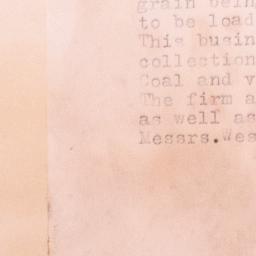 grain bein
to be load
This busin
collection
Coal and v
The firm a
as well as
Messrs.Wes